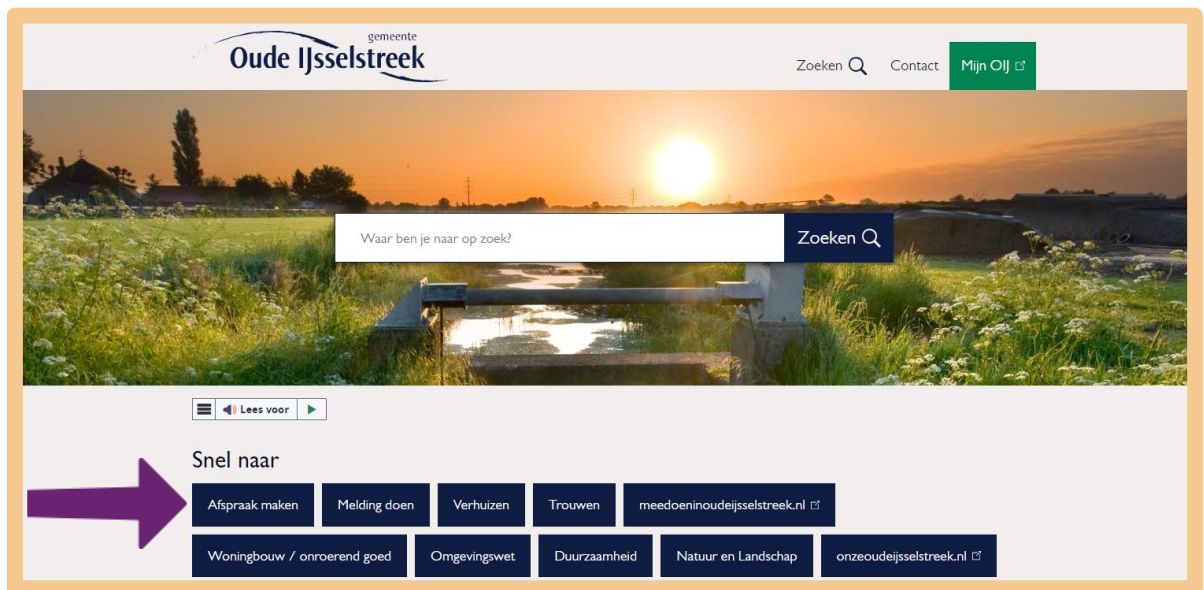 gemeente
Oude IJsselstreek
Zoeken Contact Mijn OIJ
Waar ben je naar op zoek? Zoeken
Lees voor
Snel naar
Afspraak maken Melding doen Verhuizen Trouwen meedoeninoudeijsselstreek.nl
Woningbouw / onroerend goed Omgevingswet Duurzaamheid Natuur en Landschap onzeoudeijsselstreek.nl